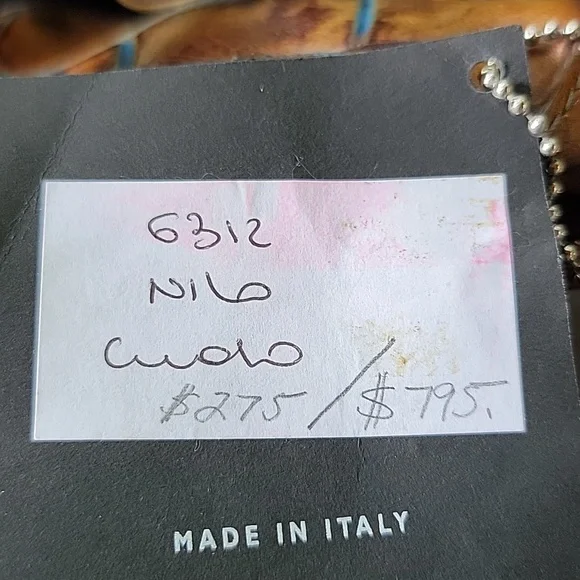 6312
Nilo
Cuoio
$275 / $795.
MADE IN ITALY